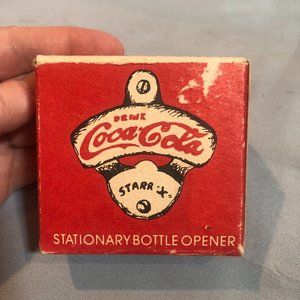 DRINK
Coca-Cola
STARR "X"
STATIONARY BOTTLE OPENER